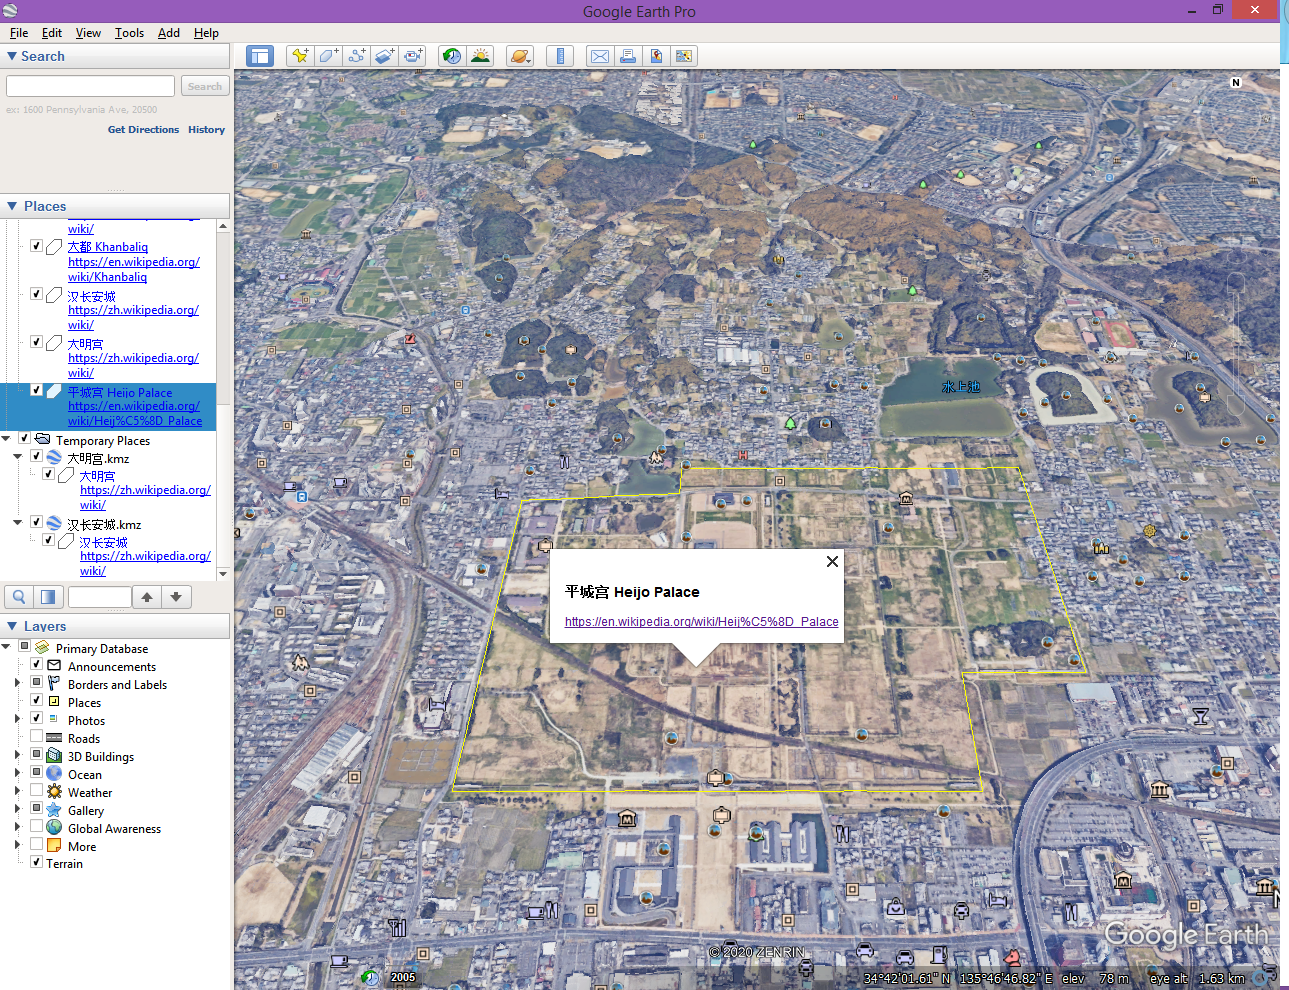 Google Earth Pro
File Edit View Tools Add Help
Search
Search
ex: 1600 Pennsylvania Ave, 20500
Get Directions History
Places
wiki/
大都 Khanbaliq
https://en.wikipedia.org/
wiki/Khanbaliq
汉长安城
https://zh.wikipedia.org/
wiki/
大明宫
https://zh.wikipedia.org/
wiki/
平城宫 Heijo Palace
https://en.wikipedia.org/
wiki/Heij%C5%8D_Palace
Temporary Places
大明宫.kmz
大明宫
https://zh.wikipedia.org/
wiki/
汉长安城.kmz
汉长安城
https://zh.wikipedia.org/
wiki/
Layers
Primary Database
Announcements
Borders and Labels
Places
Photos
Roads
3D Buildings
Ocean
Weather
Gallery
Global Awareness
More
Terrain
N
水上池
H
平城宫 Heijo Palace
https://en.wikipedia.org/wiki/Heij%C5%8D_Palace
Google Earth
© 2020 ZENRIN
2005
34°42'01.61" N 135°46'46.82" E elev 78 m eye alt 1.63 km